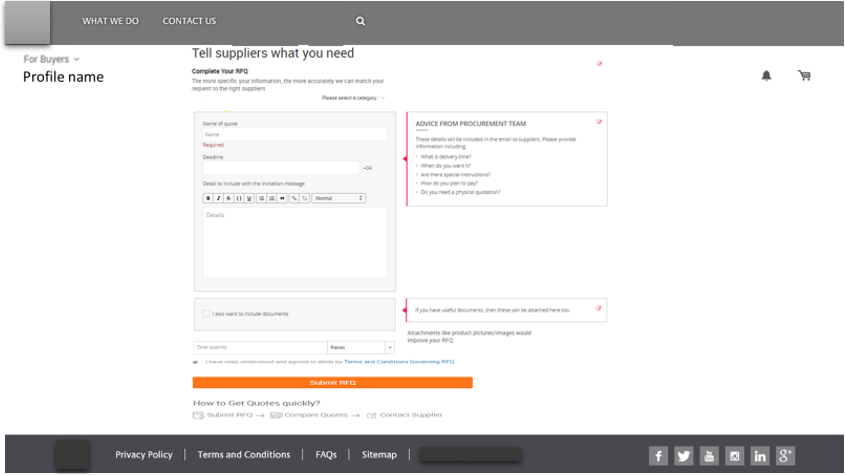 WHAT WE DO
CONTACT US
For Buyers
Profile name
Tell suppliers what you need
Complete Your RFQ
The more specific your information, the more accurately we can match your
request to the right suppliers
Please select a category:
Name of quote
Name
Required
Deadline
-04
Detail to include with the invitation message
B I S {} U Normal
Details
ADVICE FROM PROCUREMENT TEAM
These details will be included in the email to suppliers. Please provide
information including
What is delivery time?
When do you want it?
Are there special instructions?
How do you plan to pay?
Do you need a physical quotation?
I also want to include documents
If you have useful documents, then these can be attached here too.
Attachments like product pictures/images would
improve your RFQ.
Enter quantity
Pieces
I have read, understood and agreed to abide by Terms and Conditions Governing RFQ
Submit RFQ
How to Get Quotes quickly?
Submit RFQ → Compare Quotes → Contact Supplier
Privacy Policy | Terms and Conditions | FAQs | Sitemap |